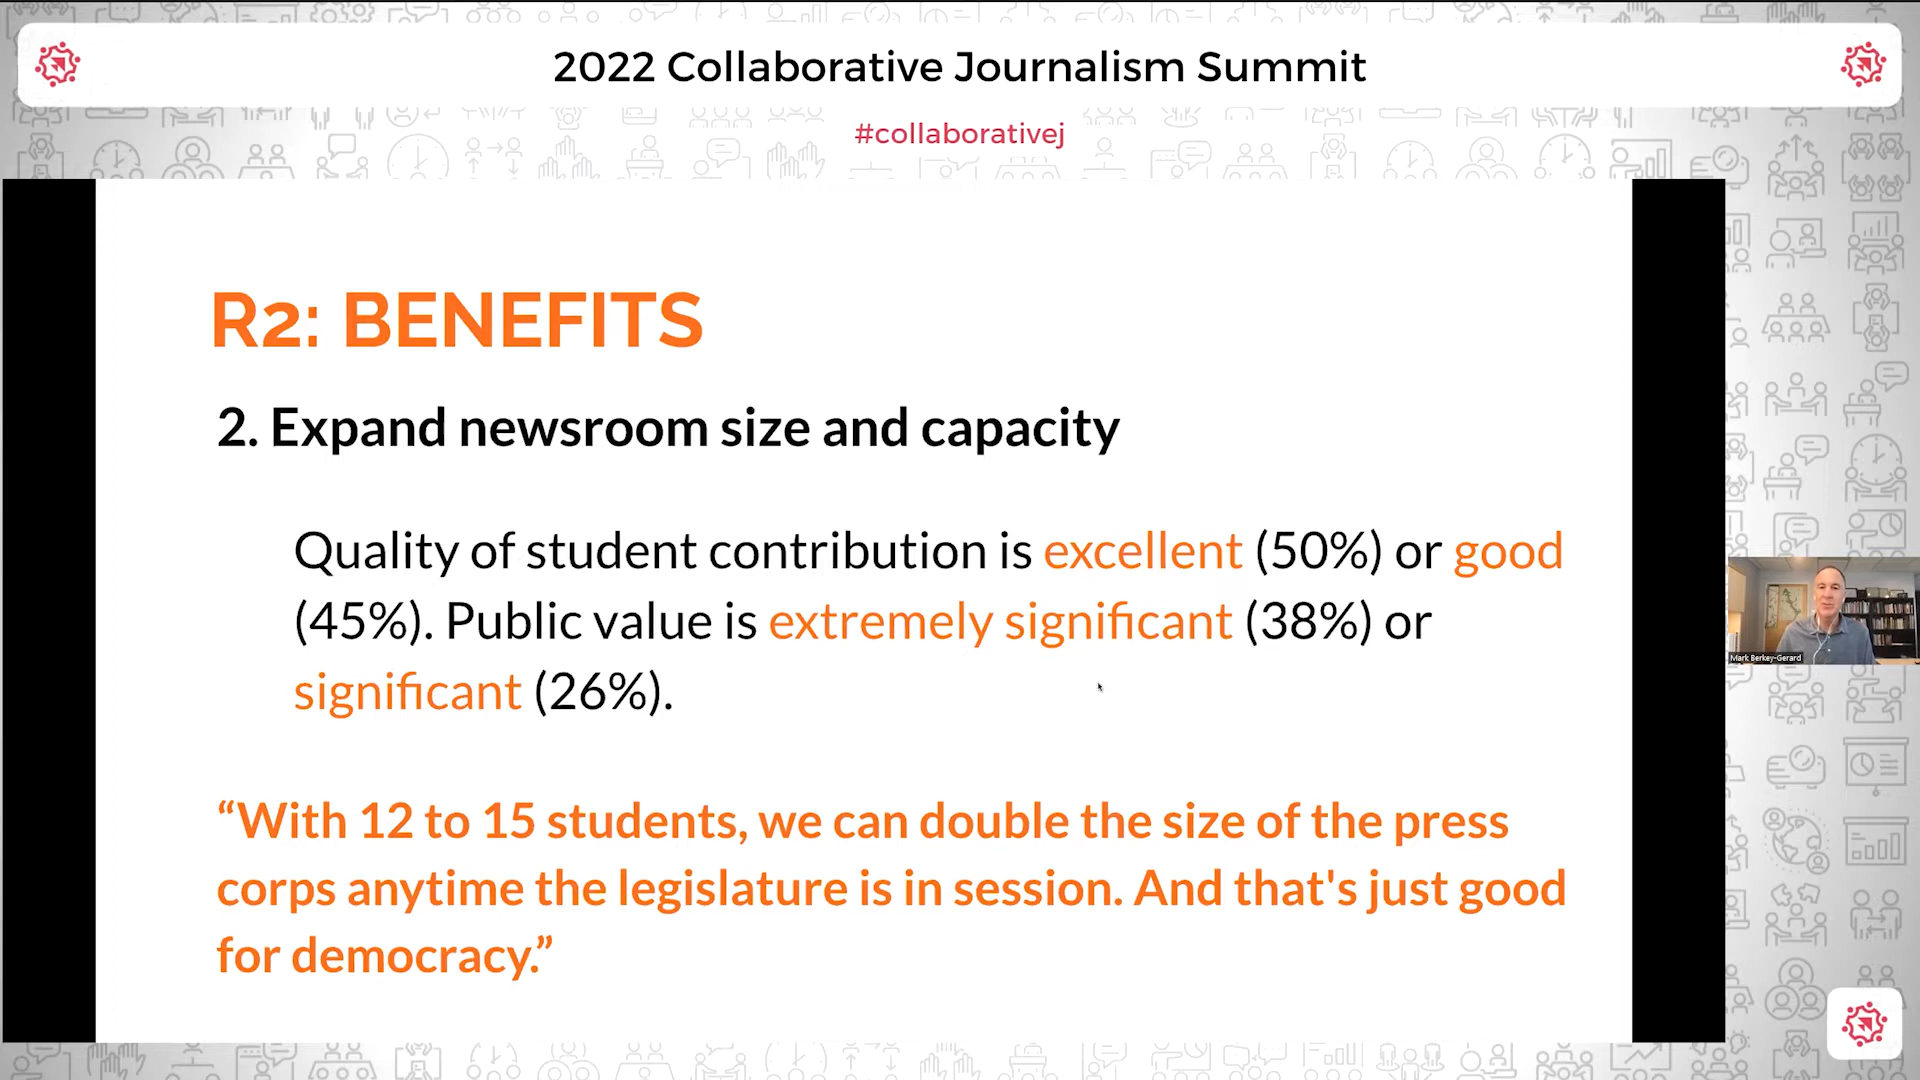 2022 Collaborative Journalism Summit
#collaborativej
R2: BENEFITS
2. Expand newsroom size and capacity
Quality of student contribution is excellent (50%) or good
(45%). Public value is extremely significant (38%) or
significant (26%).
“With 12 to 15 students, we can double the size of the press
corps anytime the legislature is in session. And that's just good
for democracy.”
Mark Berkey-Gerard